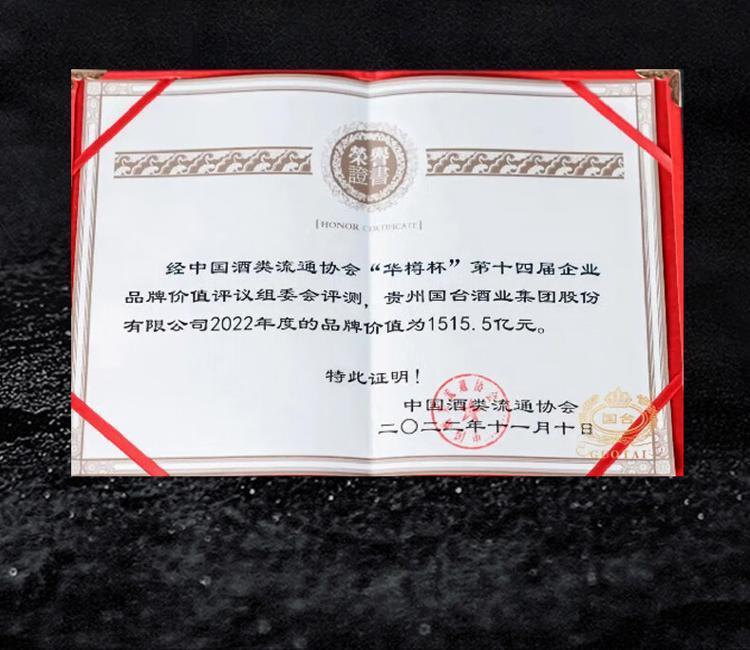 榮譽
證書
[HONOR CERTIFICATE]
经中国酒类流通协会“华樽杯”第十四届企业
品牌价值评议组委会评测，贵州国台酒业集团股份
有限公司2022年度的品牌价值为1515.5亿元。
特此证明！
中国酒类流通协会
二〇二二年十一月十日
国台
GUOTAI